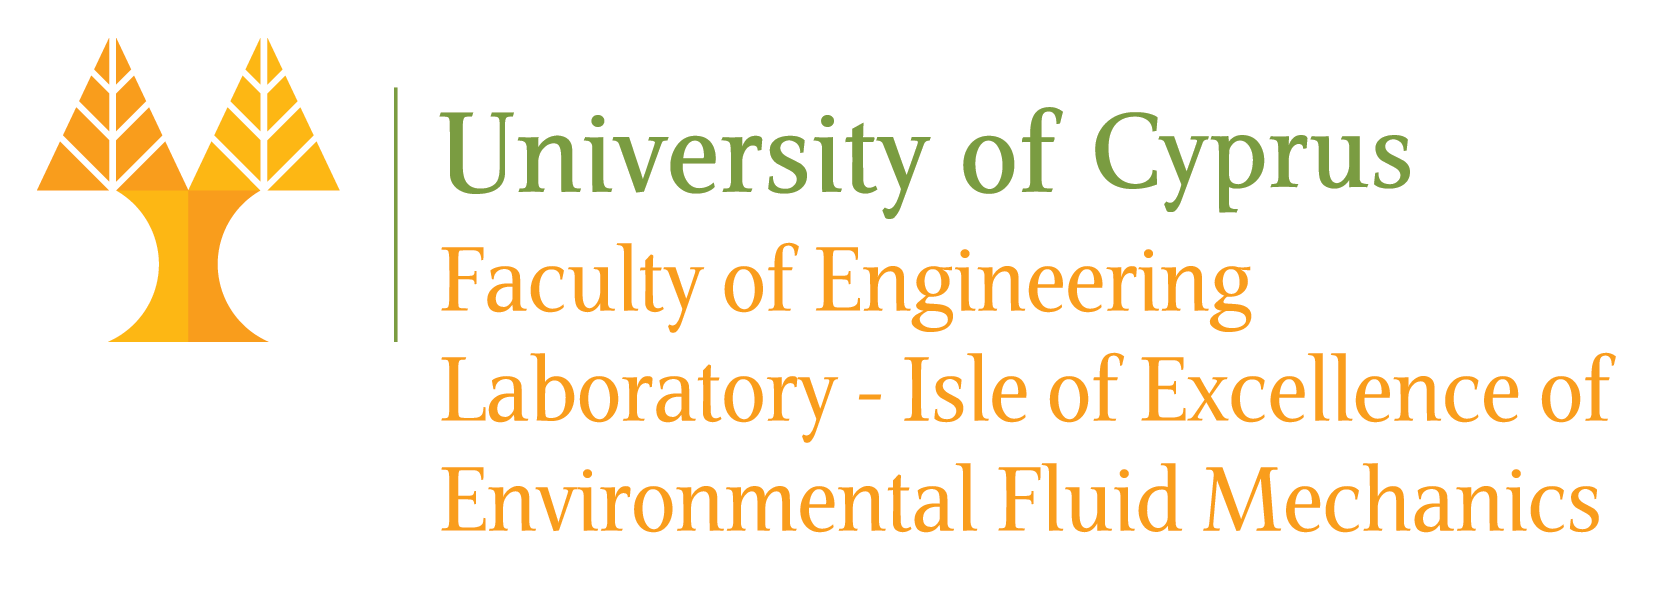 University of Cyprus
Faculty of Engineering
Laboratory - Isle of Excellence of
Environmental Fluid Mechanics